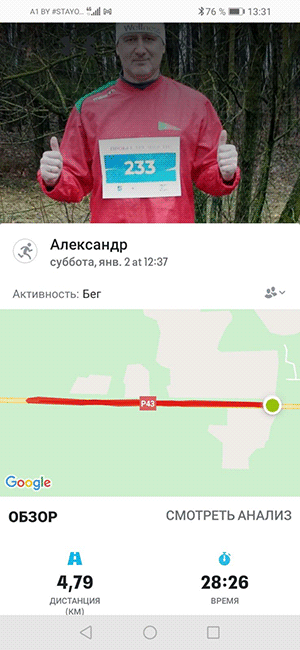 A1 BY #STAYO...
76 %
13:31
233
Александр
суббота, янв. 2 at 12:37
Активность: Бег
P43
Google
ОБЗОР
СМОТРЕТЬ АНАЛИЗ
4,79
28:26
ДИСТАНЦИЯ
(КМ)
ВРЕМЯ